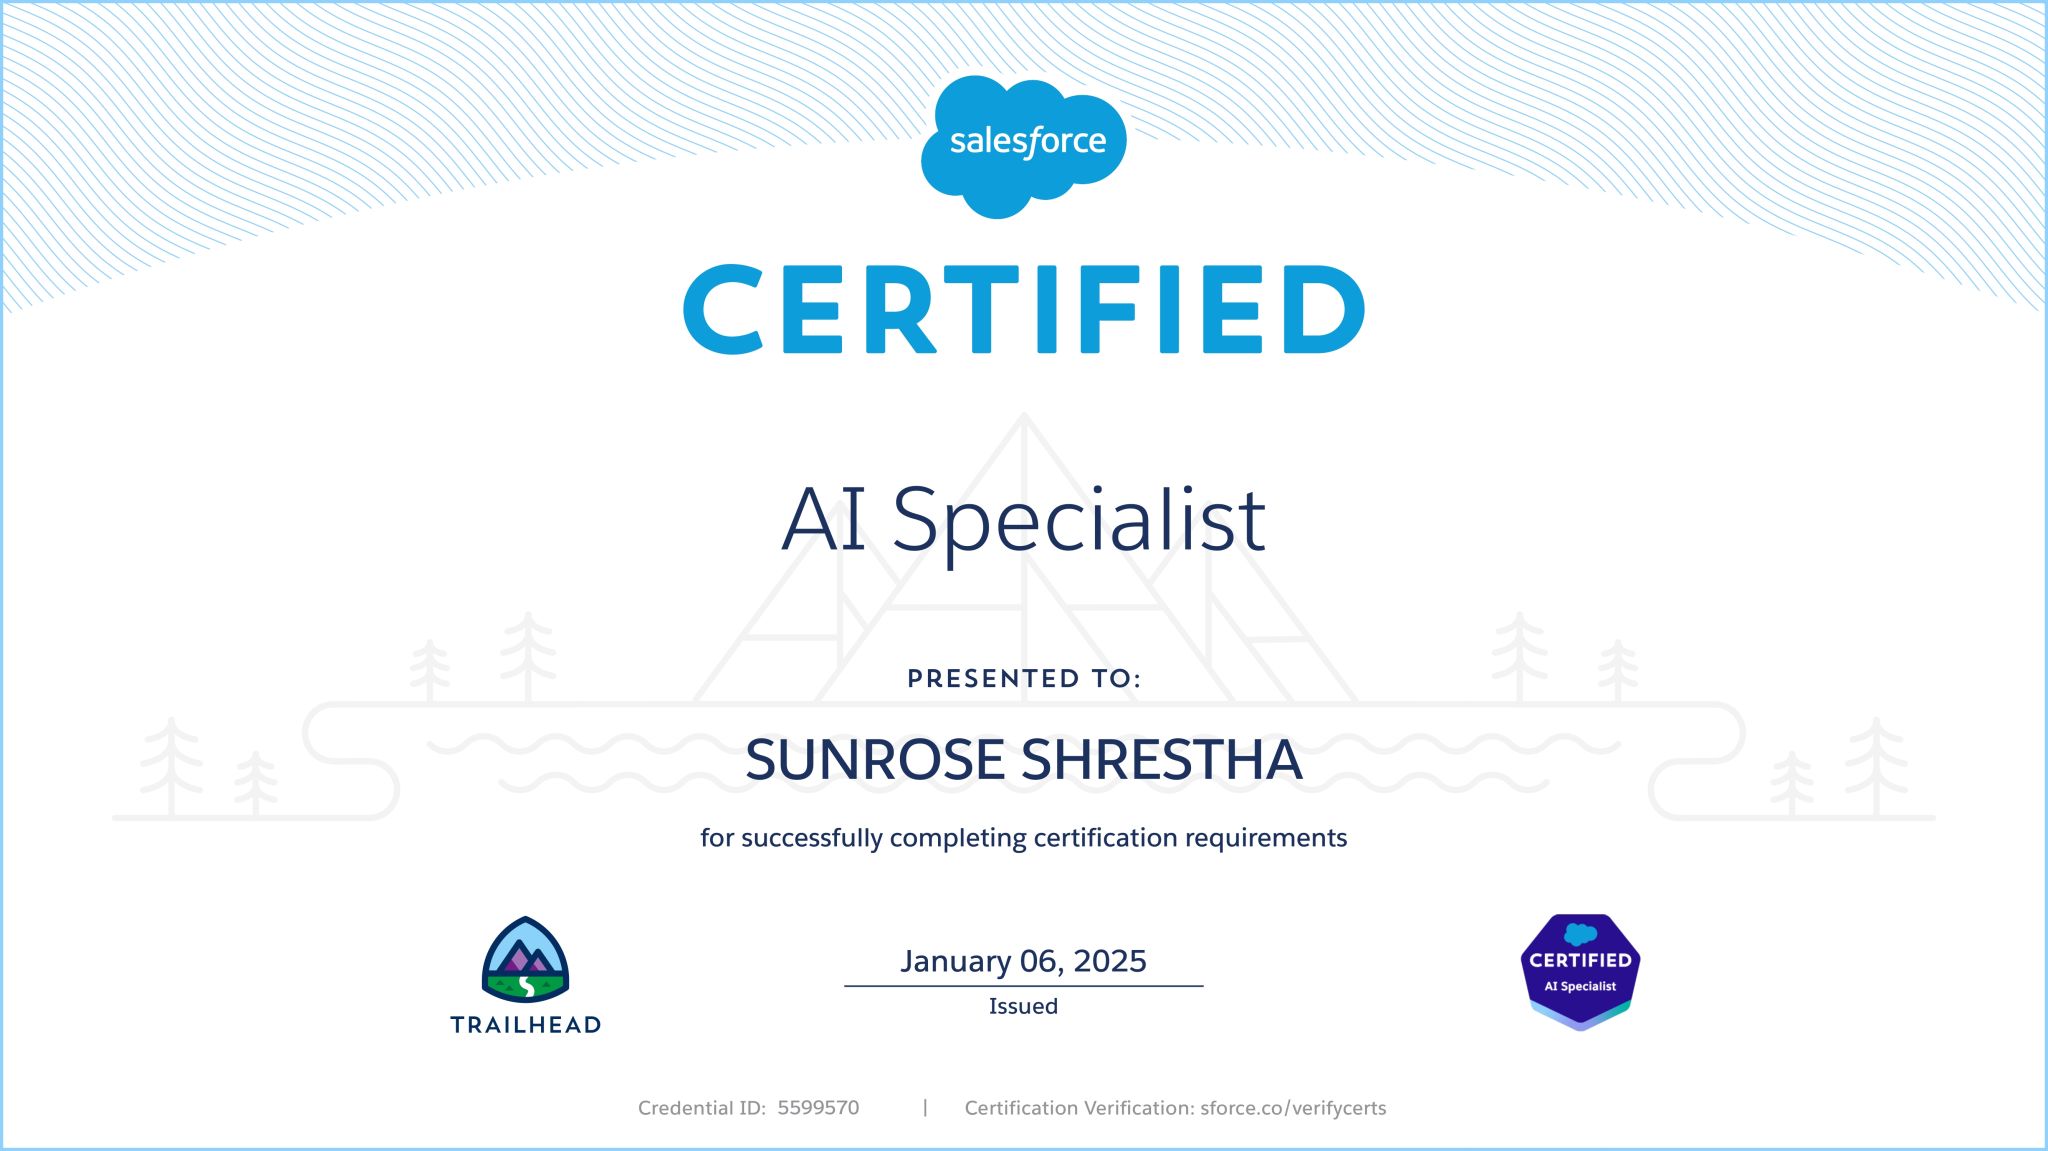 salesforce
CERTIFIED
AI Specialist
PRESENTED TO:
SUNROSE SHRESTHA
for successfully completing certification requirements
January 06, 2025
Issued
TRAILHEAD
CERTIFIED
AI Specialist
Credential ID: 5599570 | Certification Verification: sforce.co/verifycerts